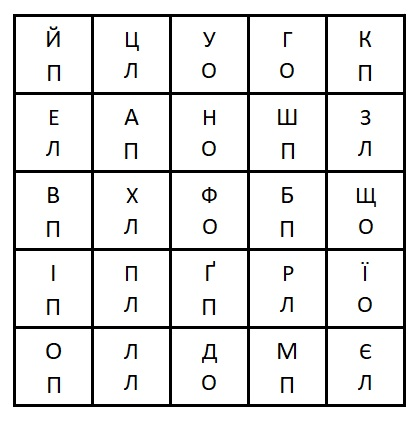 Й Ц У Г К
П Л О О П
Е А Н Ш З
Л П О П Л
В Х Ф Б Щ
П Л О П О
І П Ґ Р Ї
П Л П Л О
О Л Д М Є
П Л О П Л